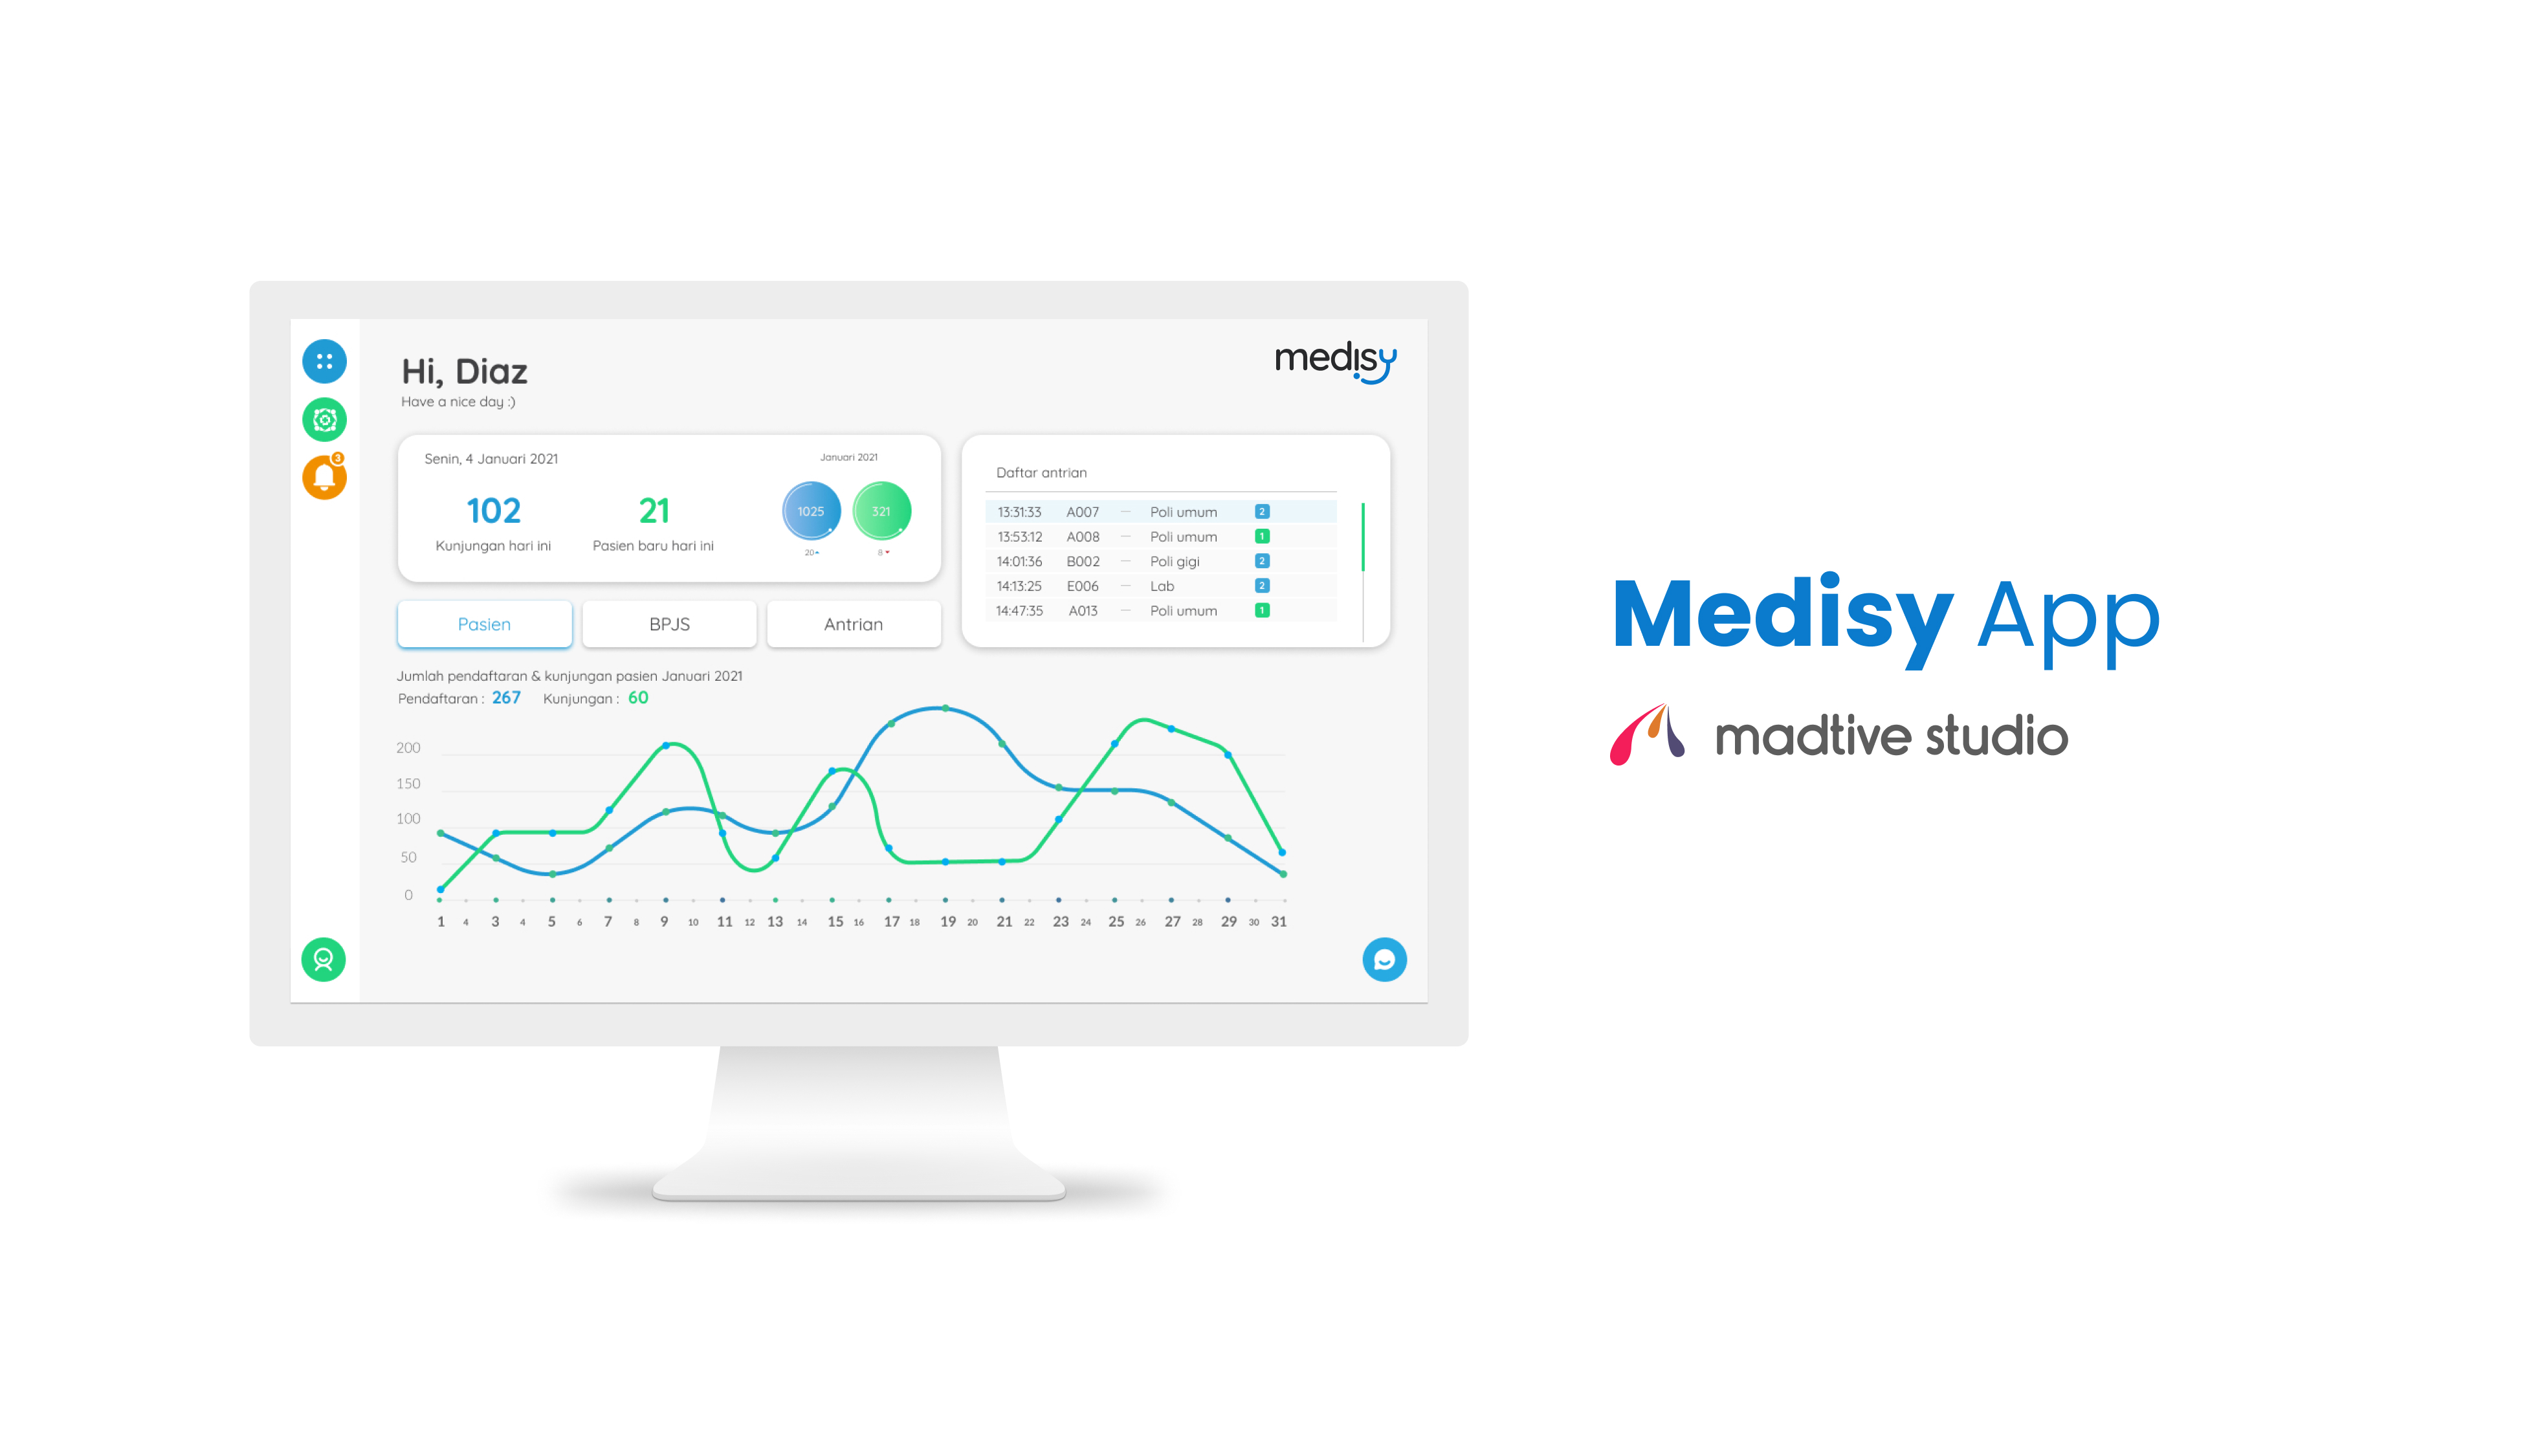 Hi, Diaz
Have a nice day :)
medisy
3
Senin, 4 Januari 2021
Januari 2021
102
21
1025
321
Kunjungan hari ini
Pasien baru hari ini
20
8
Daftar antrian
13:31:33 A007 — Poli umum 2
13:53:12 A008 — Poli umum 1
14:01:36 B002 — Poli gigi 2
14:13:25 E006 — Lab 2
14:47:35 A013 — Poli umum 1
Pasien
BPJS
Antrian
Jumlah pendaftaran & kunjungan pasien Januari 2021
Pendaftaran : 267 Kunjungan : 60
200
150
100
50
0
1 4 3 4 5 6 7 8 9 10 11 12 13 14 15 16 17 18 19 20 21 22 23 24 25 26 27 28 29 30 31
Medisy App
madtive studio